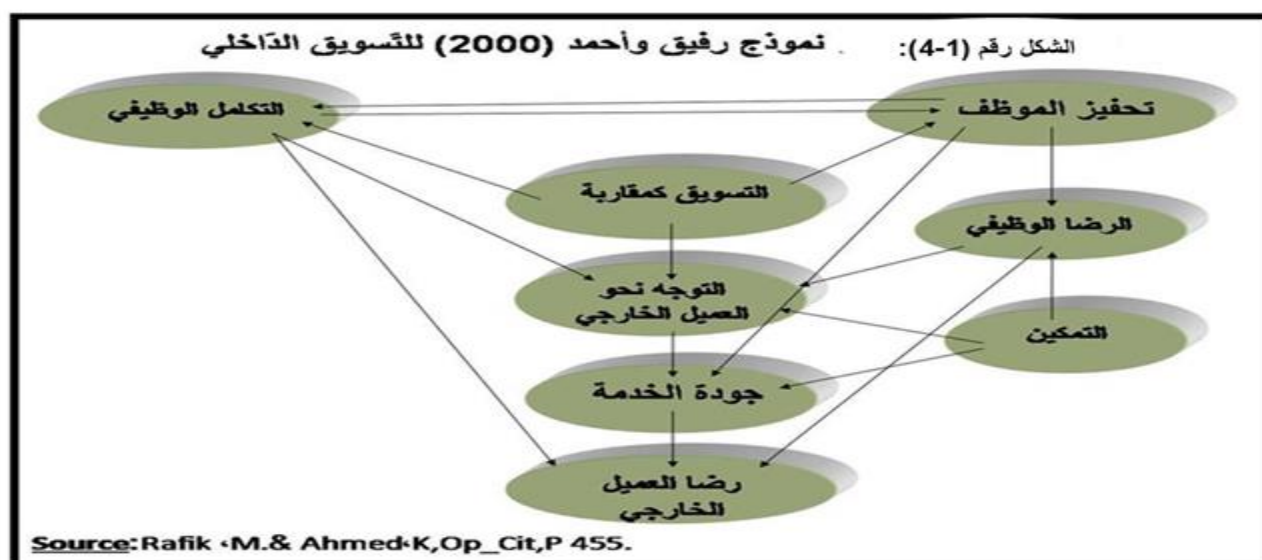 الشكل رقم (1-4): . نموذج رفيق وأحمد (2000) للتسويق الدّاخلي
تحفيز الموظف
التكامل الوظيفي
التسويق كمقاربة
الرضا الوظيفي
التوجه نحو
العميل الخارجي
التمكين
جودة الخدمة
رضا العميل
الخارجي
Source:Rafik ،M.& Ahmed،K,Op_Cit,P 455.